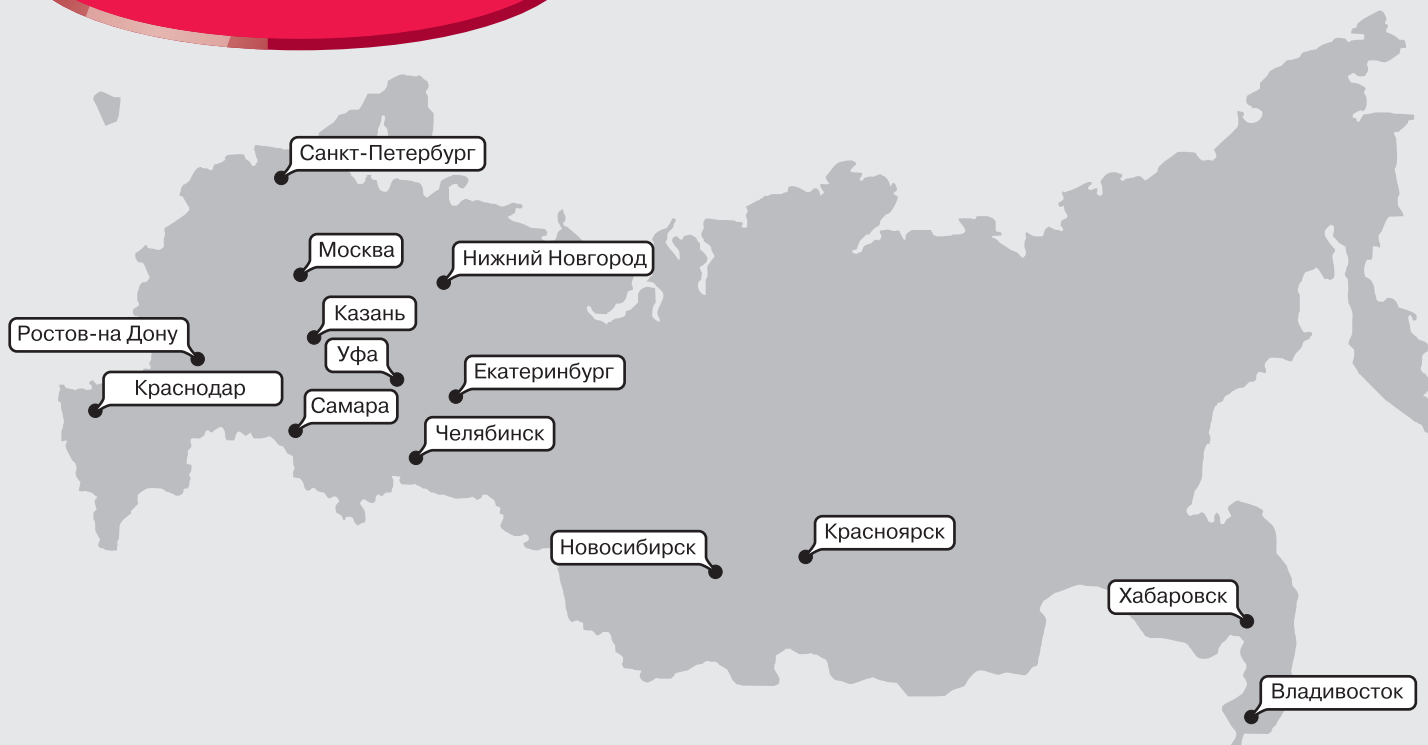 Санкт-Петербург
Москва
Нижний Новгород
Казань
Ростов-на Дону
Уфа
Екатеринбург
Краснодар
Самара
Челябинск
Новосибирск
Красноярск
Хабаровск
Владивосток